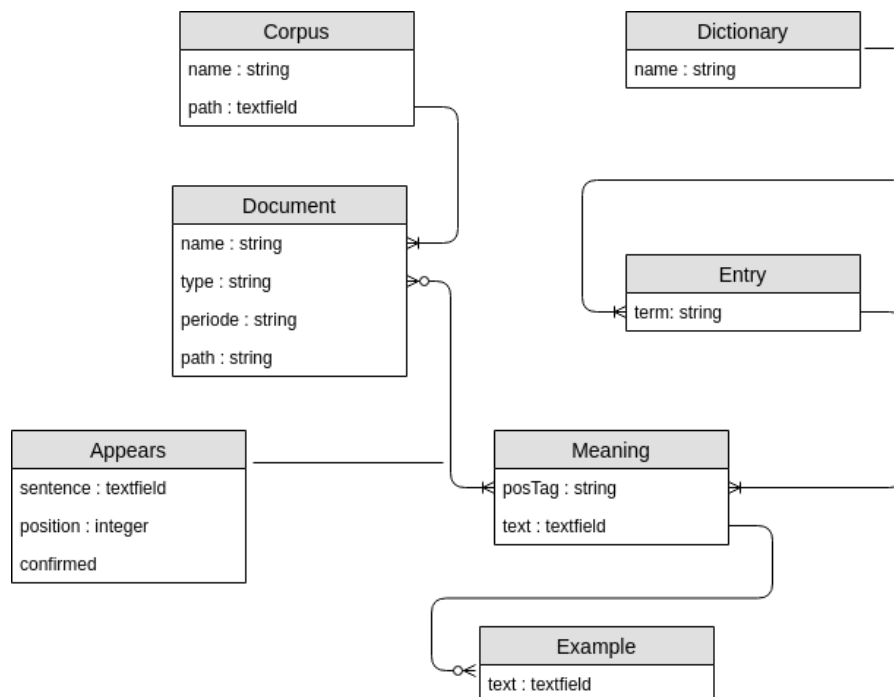 Corpus
name : string
path : textfield
Dictionary
name : string
Document
name : string
type : string
periode : string
path : string
Entry
term: string
Appears
sentence : textfield
position : integer
confirmed
Meaning
posTag : string
text : textfield
Example
text : textfield